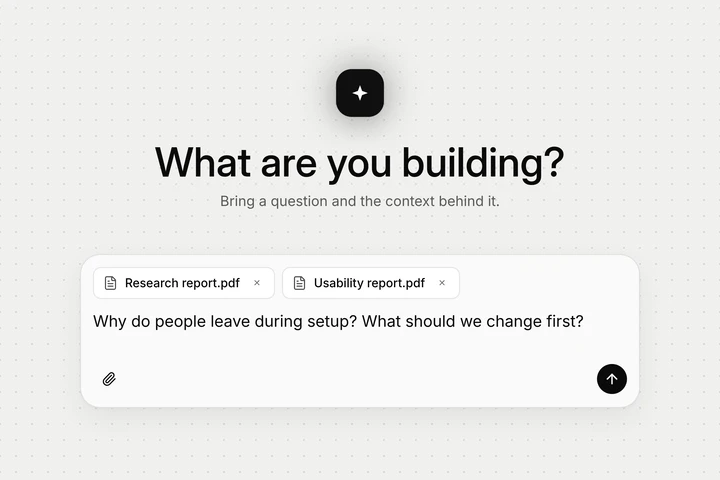 What are you building?
Bring a question and the context behind it.
Research report.pdf ×
Usability report.pdf ×
Why do people leave during setup? What should we change first?